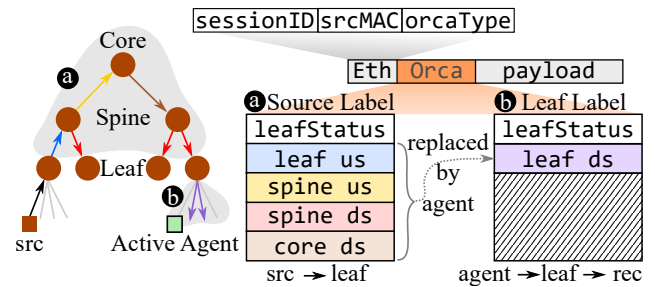 sessionID srcMAC orcaType
Core
a
Eth Orca payload
a Source Label
b Leaf Label
Spine
leafStatus
leafStatus
leaf us
replaced
leaf ds
Leaf
spine us
by
b
spine ds
agent
src
Active Agent
core ds
src → leaf
agent → leaf → rec